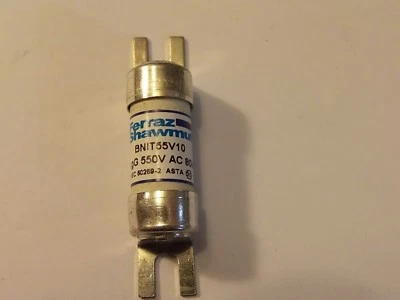 Ferraz
Shawmut
BNIT55V10
gG 550V AC 80
IEC 60269-2 ASTA